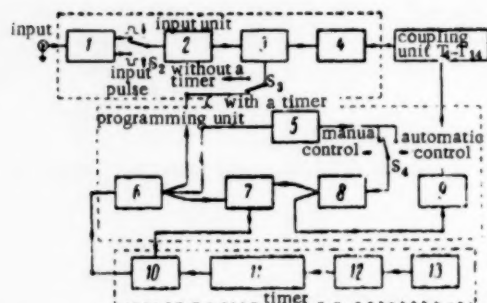 input
input unit
coupling
unit T₁-T₁₄
1
2
3
4
S₂
input
pulse
without a
timer
S₃
with a timer
programming unit
5
manual
control
automatic
control
S₄
6
7
8
9
10
11
12
13
timer